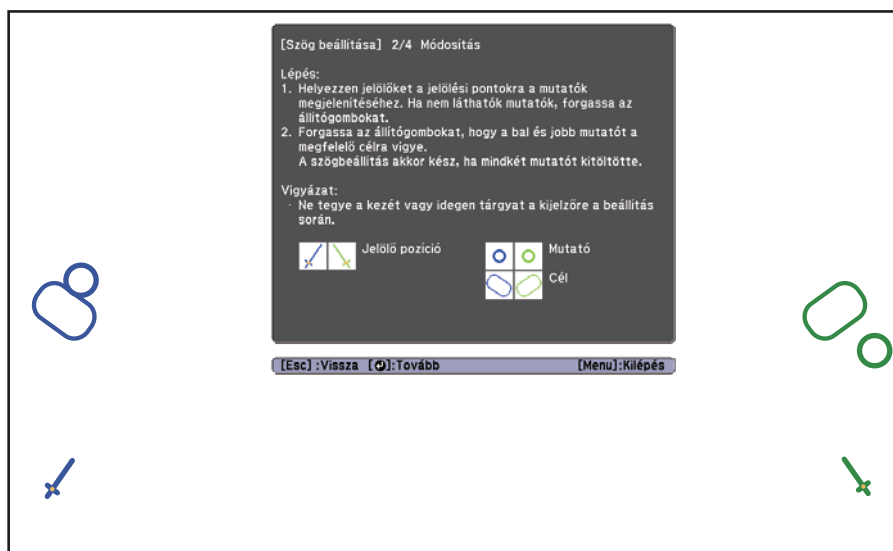 [Szög beállítása] 2/4 Módosítás
Lépés:
1. Helyezzen jelölőket a jelölési pontokra a mutatók
megjelenítéséhez. Ha nem láthatók mutatók, forgassa az
állítógombokat.
2. Forgassa az állítógombokat, hogy a bal és jobb mutatót a
megfelelő célra vigye.
A szögbeállítás akkor kész, ha mindkét mutatót kitöltötte.
Vigyázat:
· Ne tegye a kezét vagy idegen tárgyat a kijelzőre a beállítás
során.
Jelölő pozíció
Mutató
Cél
[Esc] :Vissza [⏎]:Tovább [Menu]:Kilépés